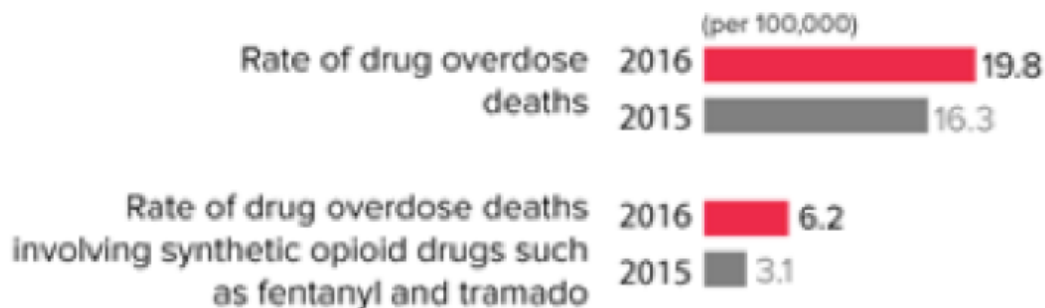 (per 100,000)
Rate of drug overdose
deaths
2016 19.8
2015 16.3
Rate of drug overdose deaths
involving synthetic opioid drugs such
as fentanyl and tramado
2016 6.2
2015 3.1